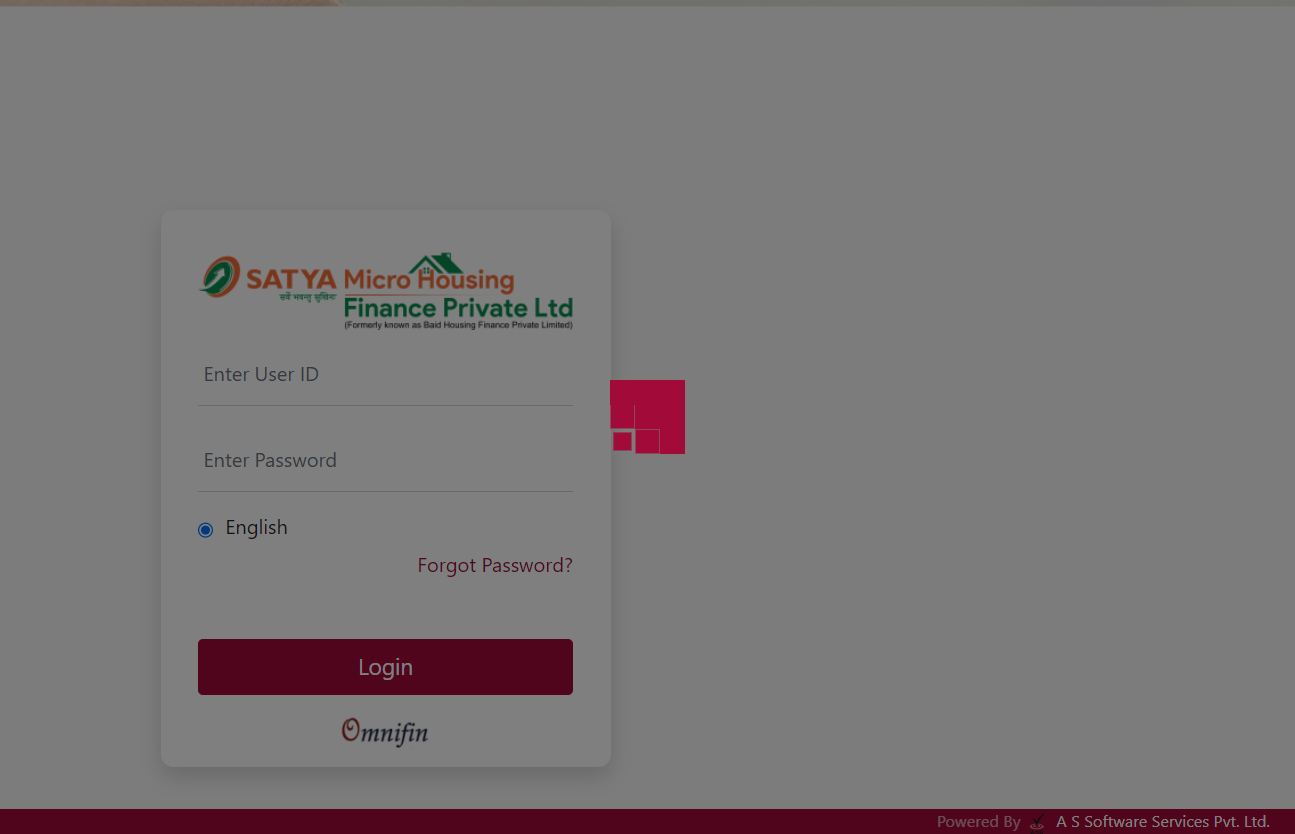 SATYA Micro Housing
सर्वे भवन्तु सुखिनः
Finance Private Ltd
(Formerly known as Baid Housing Finance Private Limited)
Enter User ID
Enter Password
English
Forgot Password?
Login
Omnifin
Powered By A S Software Services Pvt. Ltd.